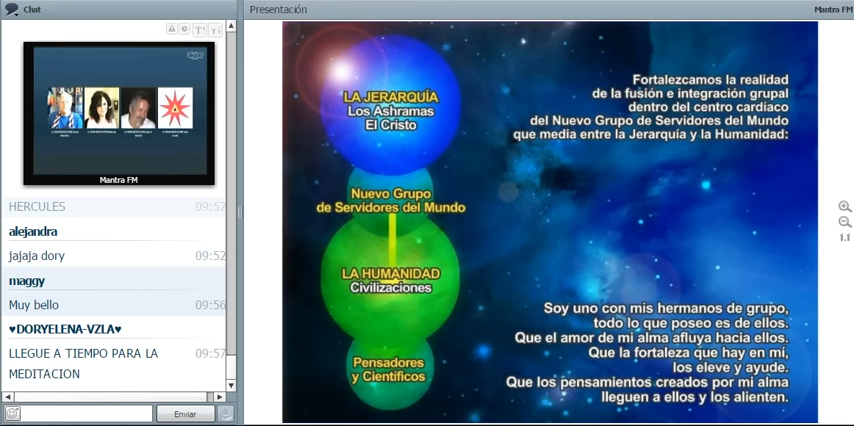 Chat
skype
Mantra FM
HERCULES 09:52
alejandra
jajaja dory 09:52
maggy
Muy bello 09:56
♥DORYELENA-VZLA♥
LLEGUE A TIEMPO PARA LA 09:57
MEDITACION
Enviar
Presentación
Mantra FM
LA JERARQUÍA
Los Ashramas
El Cristo
Nuevo Grupo
de Servidores del Mundo
LA HUMANIDAD
Civilizaciones
Pensadores
y Científicos
Fortalezcamos la realidad
de la fusión e integración grupal
dentro del centro cardiaco
del Nuevo Grupo de Servidores del Mundo
que media entre la Jerarquía y la Humanidad:
Soy uno con mis hermanos de grupo,
todo lo que poseo es de ellos.
Que el amor de mi alma afluya hacia ellos.
Que la fortaleza que hay en mí,
los eleve y ayude.
Que los pensamientos creados por mi alma
lleguen a ellos y los alienten.
1:1